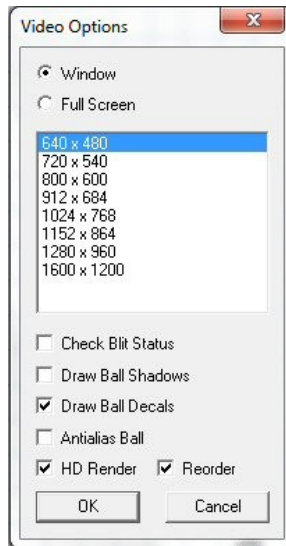 Video Options
Window
Full Screen
640 x 480
720 x 540
800 x 600
912 x 684
1024 x 768
1152 x 864
1280 x 960
1600 x 1200
Check Blit Status
Draw Ball Shadows
Draw Ball Decals
Antialias Ball
HD Render Reorder
OK Cancel